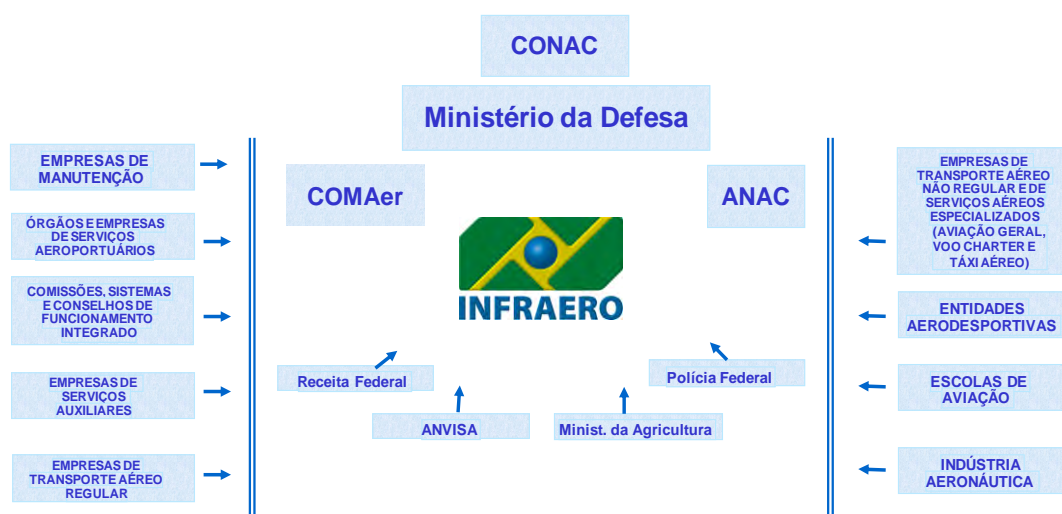 CONAC
Ministério da Defesa
EMPRESAS DE
MANUTENÇÃO
ÓRGÃOS E EMPRESAS
DE SERVIÇOS
AEROPORTUÁRIOS
COMISSÕES, SISTEMAS
E CONSELHOS DE
FUNCIONAMENTO
INTEGRADO
EMPRESAS DE
SERVIÇOS
AUXILIARES
EMPRESAS DE
TRANSPORTE AÉREO
REGULAR
COMAer
ANAC
INFRAERO
Receita Federal
ANVISA
Minist. da Agricultura
Polícia Federal
EMPRESAS DE
TRANSPORTE AÉREO
NÃO REGULAR E DE
SERVIÇOS AÉREOS
ESPECIALIZADOS
(AVIAÇÃO GERAL,
VOO CHARTER E
TÁXI AÉREO)
ENTIDADES
AERODESPORTIVAS
ESCOLAS DE
AVIAÇÃO
INDÚSTRIA
AERONÁUTICA